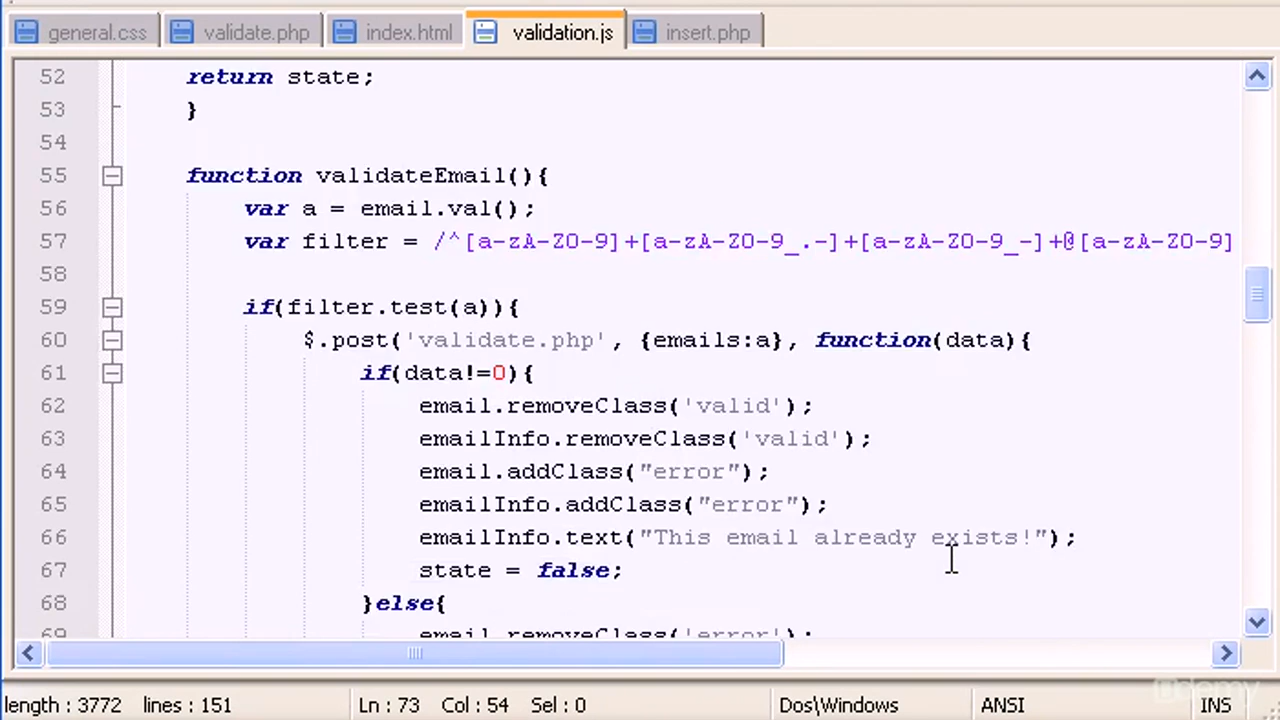 general.css validate.php index.html validation.js insert.php
52 return state;
53 }
54
55 function validateEmail(){
56 var a = email.val();
57 var filter = /^[a-zA-Z0-9]+[a-zA-Z0-9_.-]+[a-zA-Z0-9_-]+@[a-zA-Z0-9]
58
59 if(filter.test(a)){
60 $.post('validate.php', {emails:a}, function(data){
61 if(data!=0){
62 email.removeClass('valid');
63 emailInfo.removeClass('valid');
64 email.addClass("error");
65 emailInfo.addClass("error");
66 emailInfo.text("This email already exists!");
67 state = false;
68 }else{
69 email.removeClass('error');
length : 3772 lines : 151 Ln : 73 Col : 54 Sel : 0 Dos\Windows ANSI INS
udemy